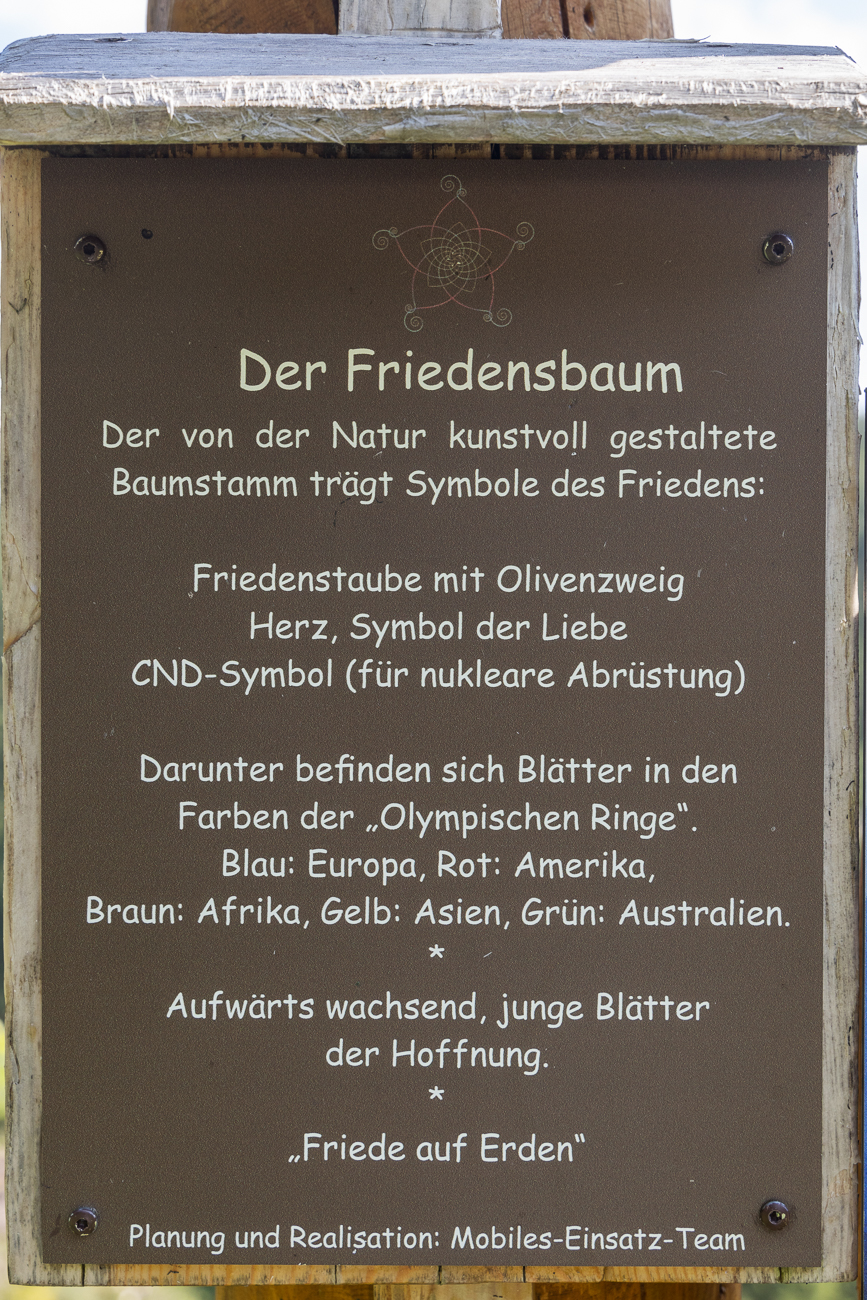 Der Friedensbaum
Der von der Natur kunstvoll gestaltete
Baumstamm trägt Symbole des Friedens:
Friedenstaube mit Olivenzweig
Herz, Symbol der Liebe
CND-Symbol (für nukleare Abrüstung)
Darunter befinden sich Blätter in den
Farben der „Olympischen Ringe“.
Blau: Europa, Rot: Amerika,
Braun: Afrika, Gelb: Asien, Grün: Australien.
*
Aufwärts wachsend, junge Blätter
der Hoffnung.
*
„Friede auf Erden“
Planung und Realisation: Mobiles-Einsatz-Team